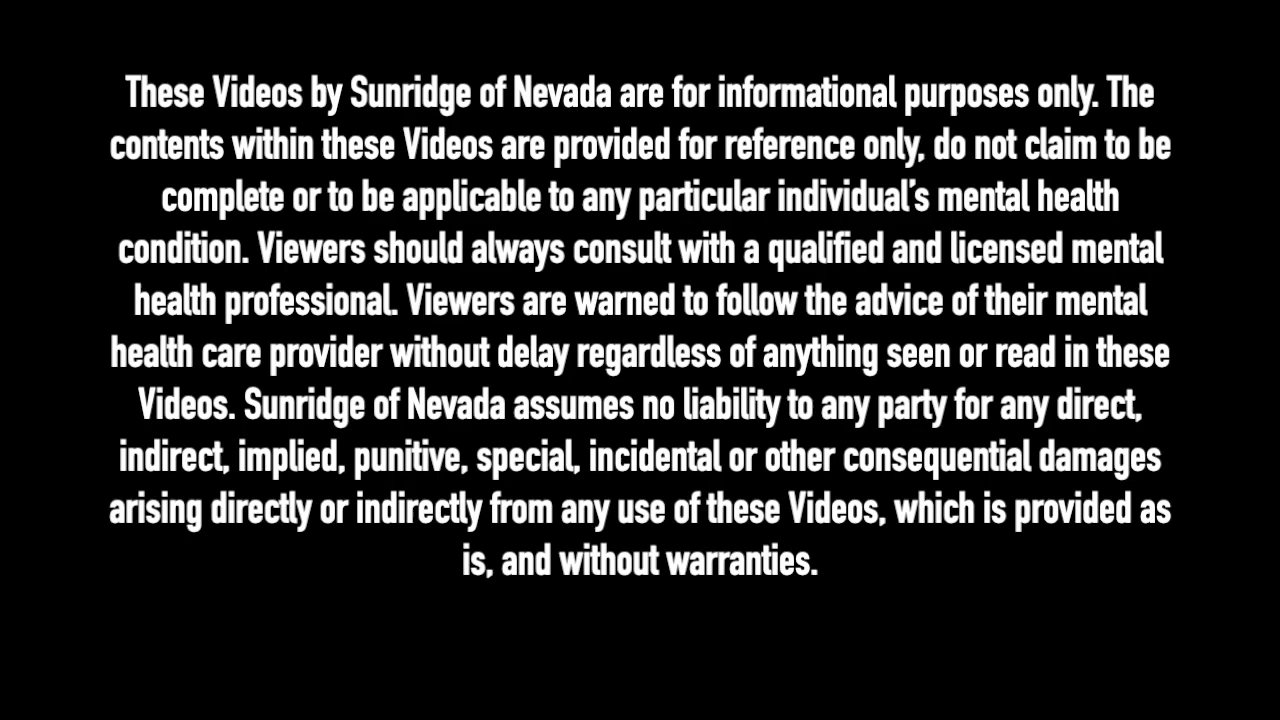 These Videos by Sunridge of Nevada are for informational purposes only. The
contents within these Videos are provided for reference only, do not claim to be
complete or to be applicable to any particular individual’s mental health
condition. Viewers should always consult with a qualified and licensed mental
health professional. Viewers are warned to follow the advice of their mental
health care provider without delay regardless of anything seen or read in these
Videos. Sunridge of Nevada assumes no liability to any party for any direct,
indirect, implied, punitive, special, incidental or other consequential damages
arising directly or indirectly from any use of these Videos, which is provided as
is, and without warranties.